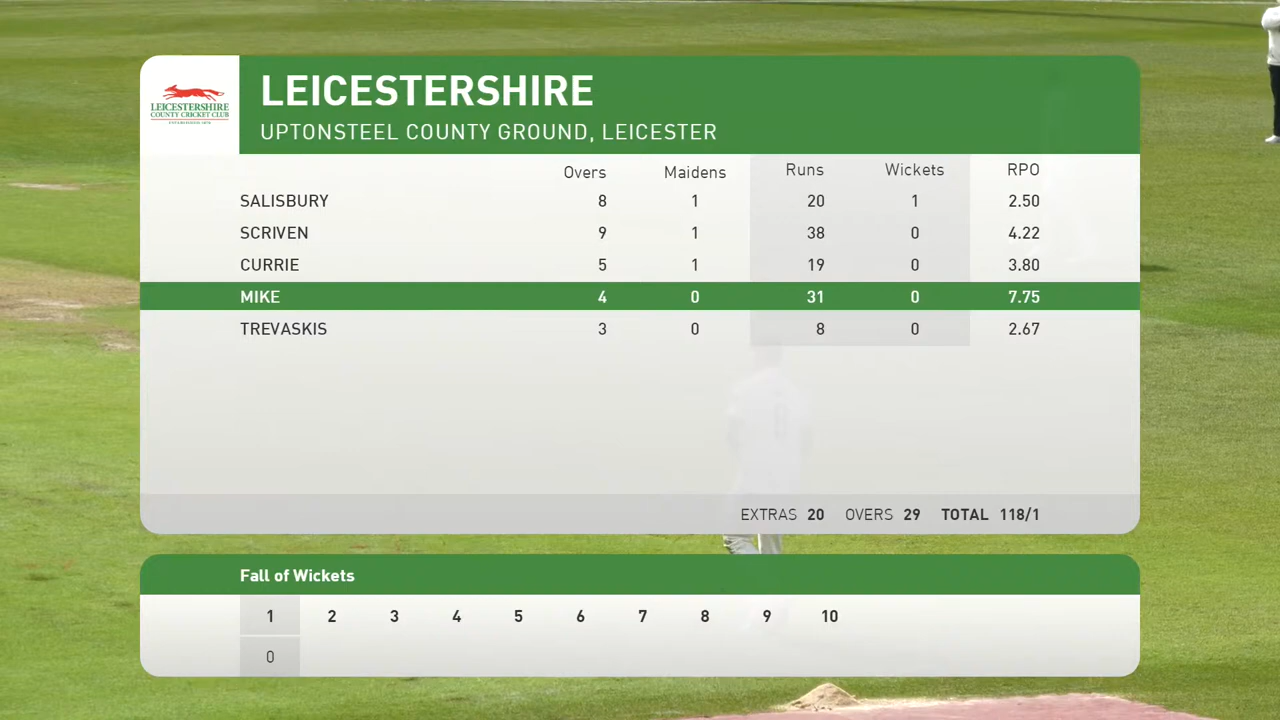 LEICESTERSHIRE
COUNTY CRICKET CLUB
LEICESTERSHIRE
UPTONSTEEL COUNTY GROUND, LEICESTER
Overs Maidens Runs Wickets RPO
SALISBURY 8 1 20 1 2.50
SCRIVEN 9 1 38 0 4.22
CURRIE 5 1 19 0 3.80
MIKE 4 0 31 0 7.75
TREVASKIS 3 0 8 0 2.67
EXTRAS 20 OVERS 29 TOTAL 118/1
Fall of Wickets
1 2 3 4 5 6 7 8 9 10
0